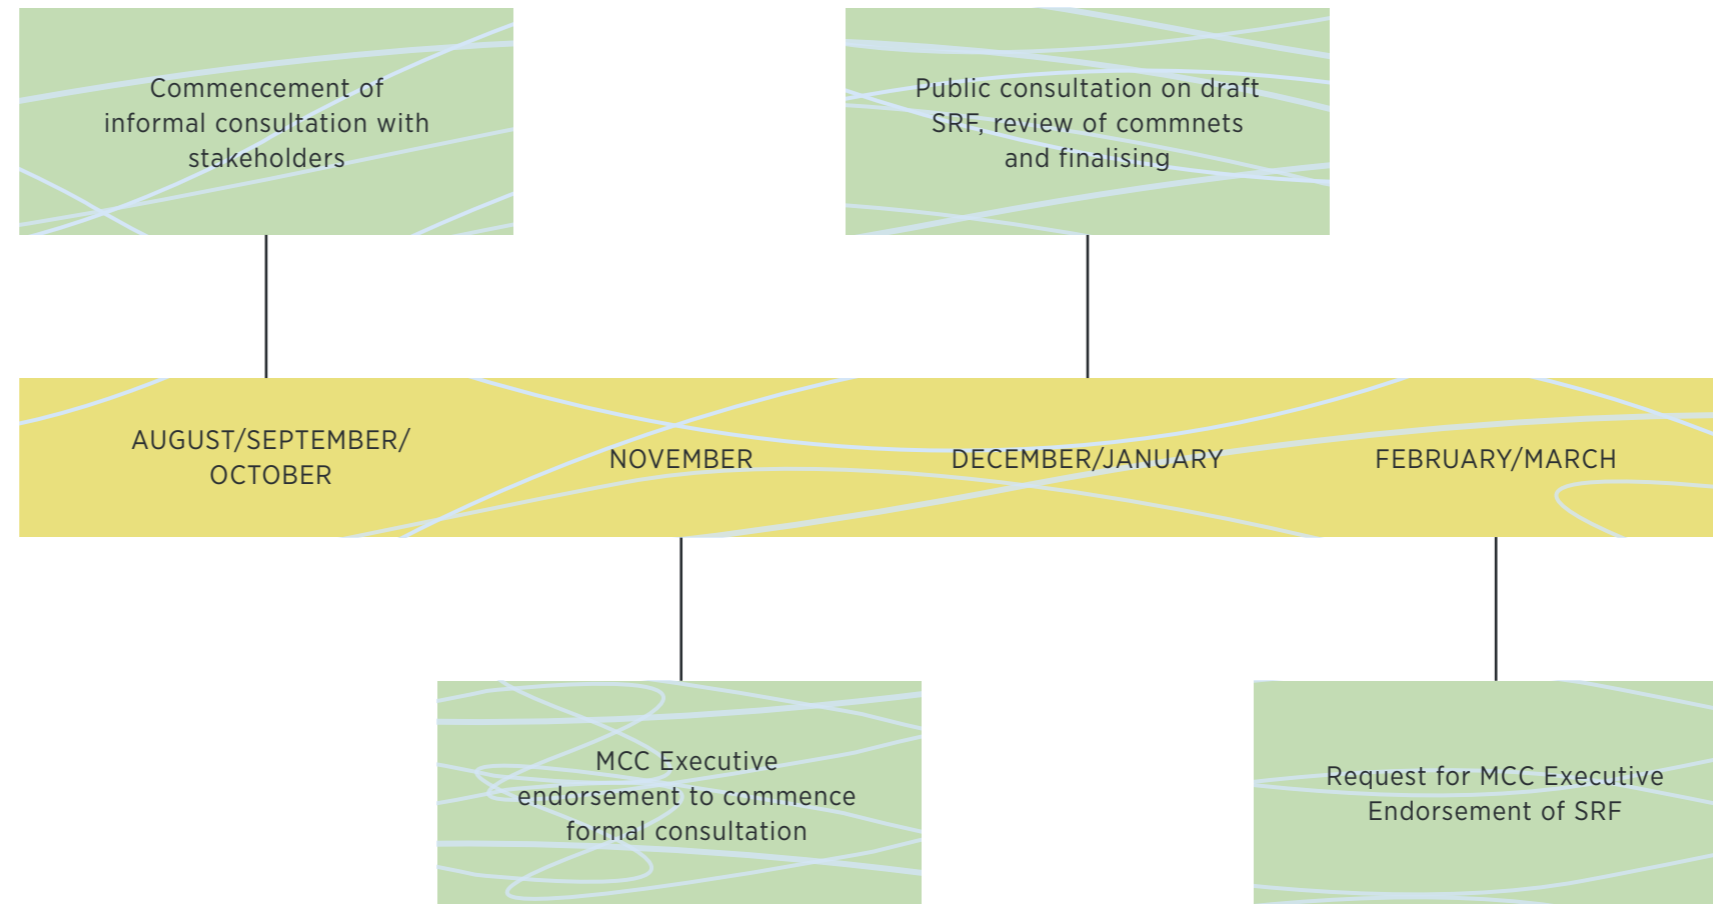 Commencement of
informal consultation with
stakeholders
Public consultation on draft
SRF, review of commnets
and finalising
AUGUST/SEPTEMBER/
OCTOBER
NOVEMBER
DECEMBER/JANUARY
FEBRUARY/MARCH
MCC Executive
endorsement to commence
formal consultation
Request for MCC Executive
Endorsement of SRF